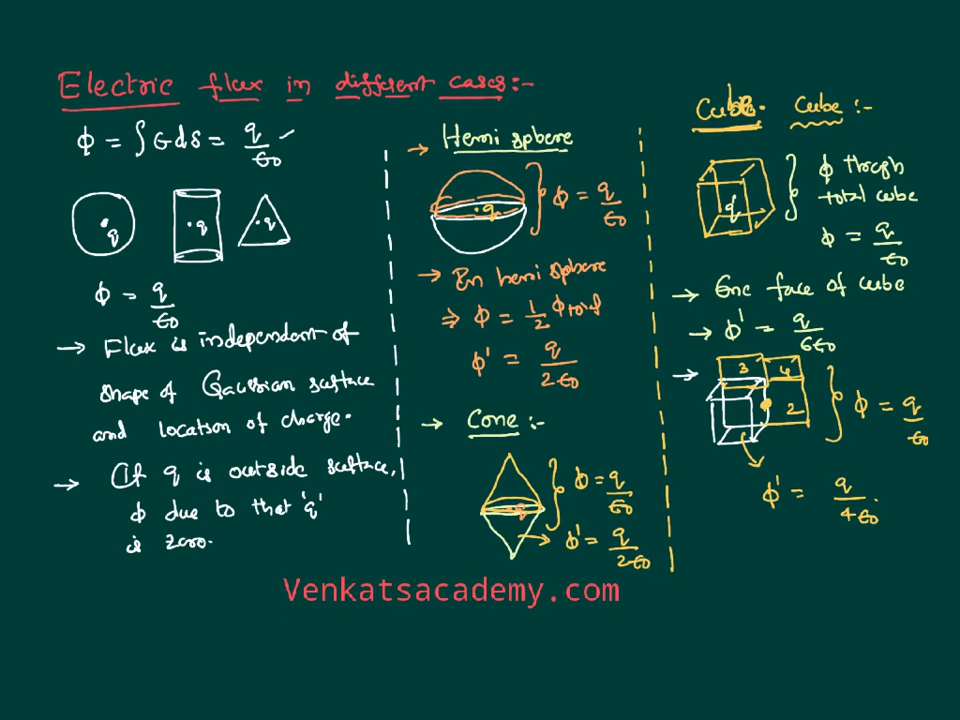 Electric flux in different cases:-
ϕ = ∫ E ds = q/ϵ0
q
q
q
ϕ = q/ϵ0
→ Flux is independent of
shape of Gaussian surface
and location of charge.
→ If q is outside surface,
ϕ due to that 'q'
is zero.
→ Hemi sphere
q
ϕ = q/ϵ0
→ In hemi sphere
⇒ ϕ = 1/2 ϕ total
ϕ' = q/2ϵ0
→ Cone :-
q
ϕ = q/ϵ0
→ ϕ' = q/2ϵ0
Cube :-
q
ϕ through
total cube
ϕ = q/ϵ0
→ One face of cube
→ ϕ' = q/6ϵ0
→ 3 4
2
ϕ = q/ϵ0
ϕ' = q/4ϵ0
Venkatsacademy.com